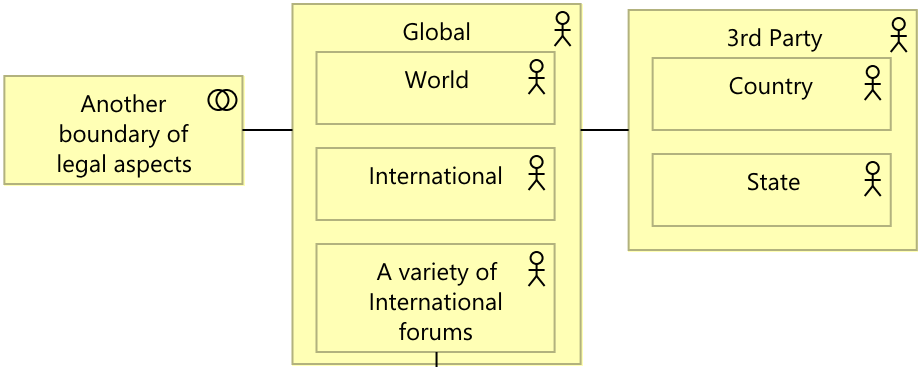 Another
boundary of
legal aspects
Global
World
International
A variety of
International
forums
3rd Party
Country
State